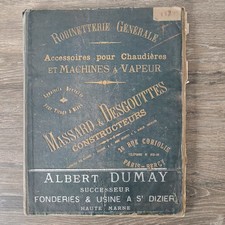 ROBINETTERIE GÉNÉRALE
Accessoires pour Chaudières
ET MACHINES À VAPEUR
MASSARD & DESGOUTTES
CONSTRUCTEURS
RUE CORIOLIS
PARIS-BERCY
ALBERT DUMAY
SUCCESSEUR
FONDERIES & USINE A ST DIZIER
HAUTE MARNE